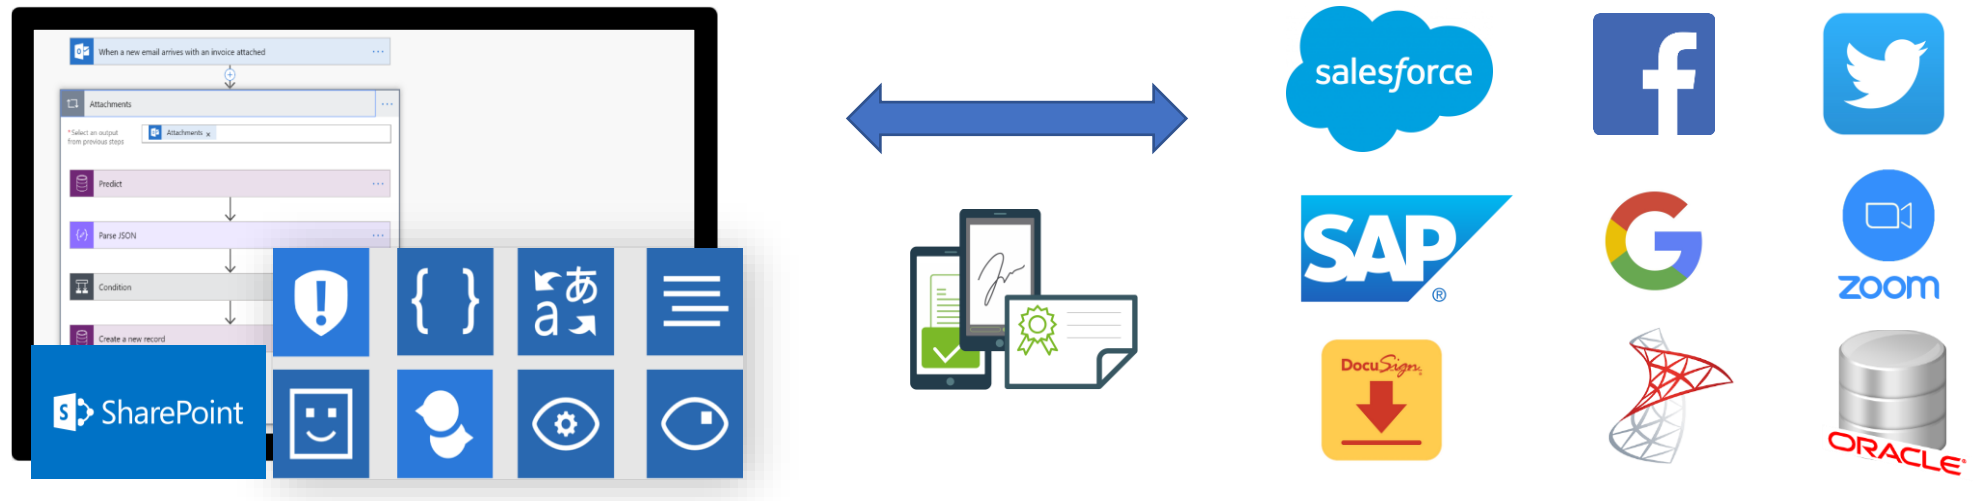 When a new email arrives with an invoice attached
Attachments
*Select an output
from previous steps
Attachments x
Predict
Parse JSON
Condition
Create a new record
S SharePoint
{ }
あ
a
salesforce
f
SAP
®
G
zoom
DocuSign
ORACLE